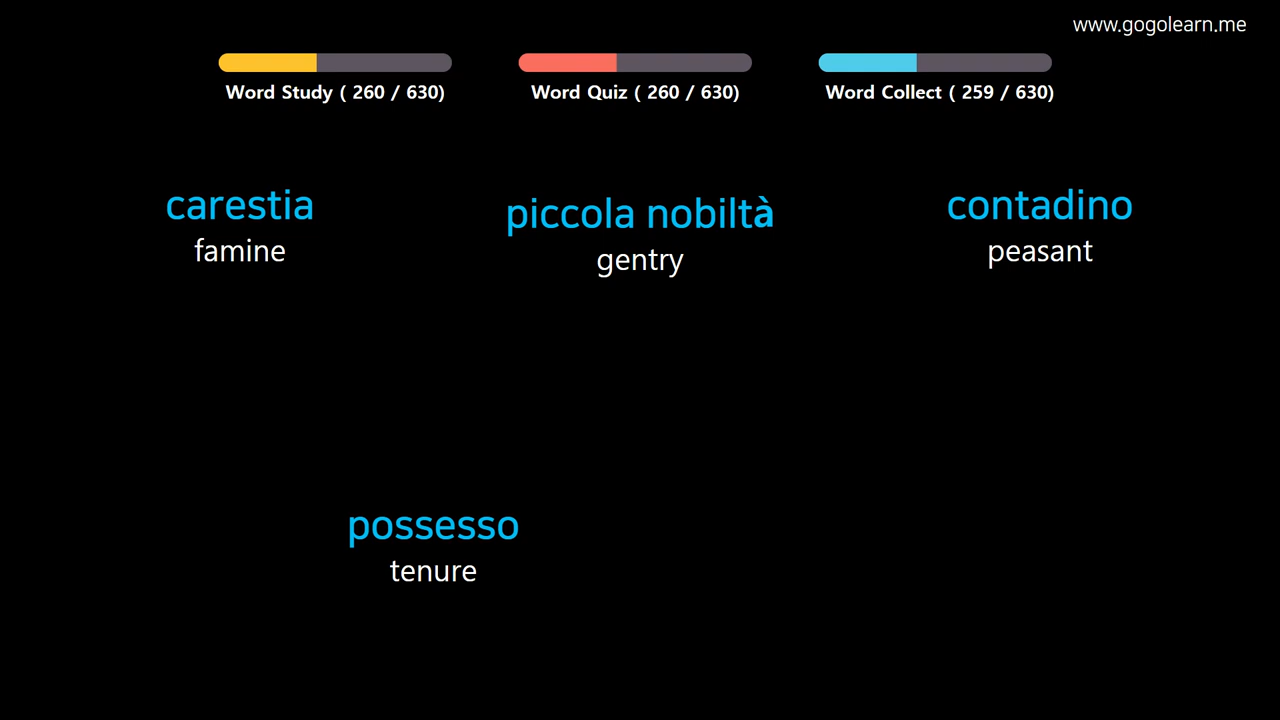 www.gogolearn.me
Word Study ( 260 / 630)
Word Quiz ( 260 / 630)
Word Collect ( 259 / 630)
carestia
famine
piccola nobiltà
gentry
contadino
peasant
possesso
tenure